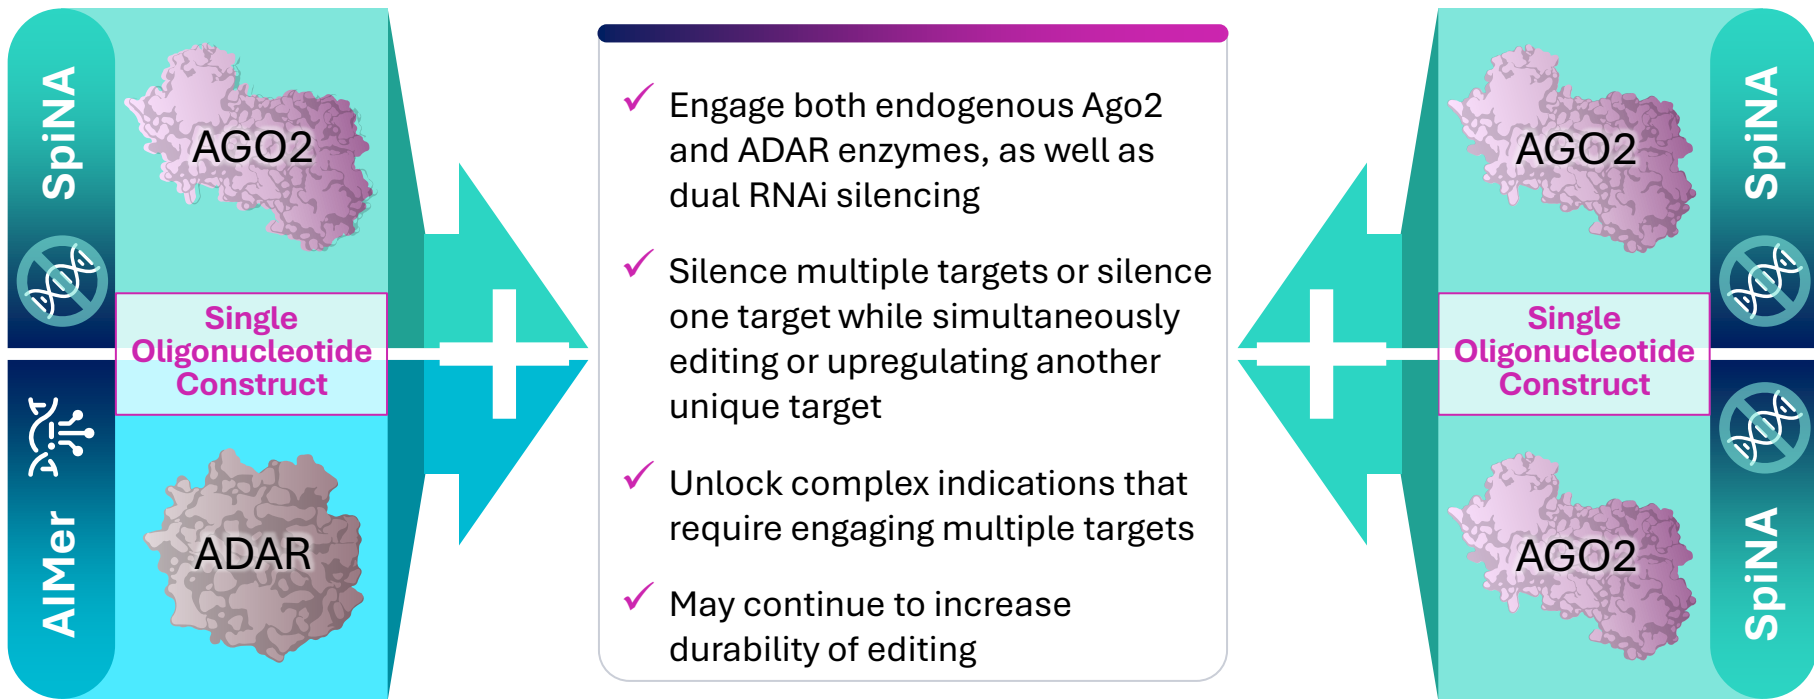 SpiNA
AGO2
Single
Oligonucleotide
Construct
AIMer
ADAR
Engage both endogenous Ago2
and ADAR enzymes, as well as
dual RNAi silencing
Silence multiple targets or silence
one target while simultaneously
editing or upregulating another
unique target
Unlock complex indications that
require engaging multiple targets
May continue to increase
durability of editing
AGO2
SpiNA
Single
Oligonucleotide
Construct
AGO2
SpiNA